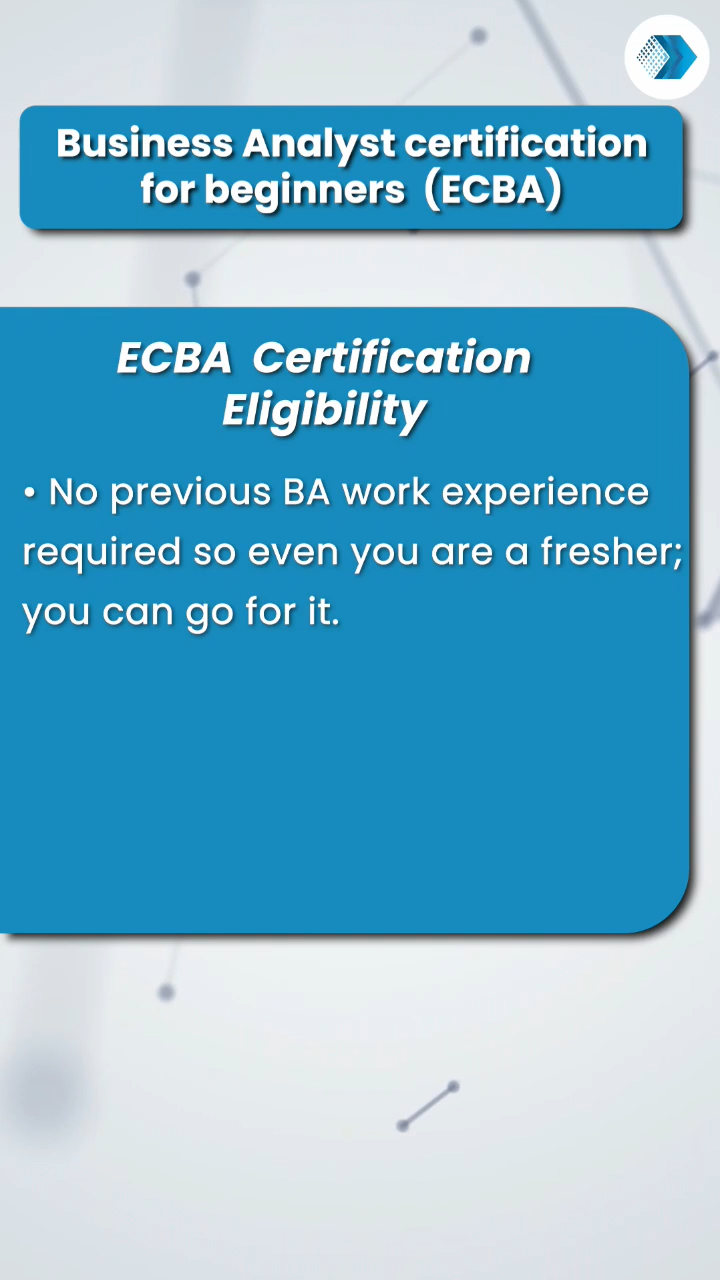 Business Analyst certification
for beginners (ECBA)
ECBA Certification
Eligibility
• No previous BA work experience
required so even you are a fresher;
you can go for it.